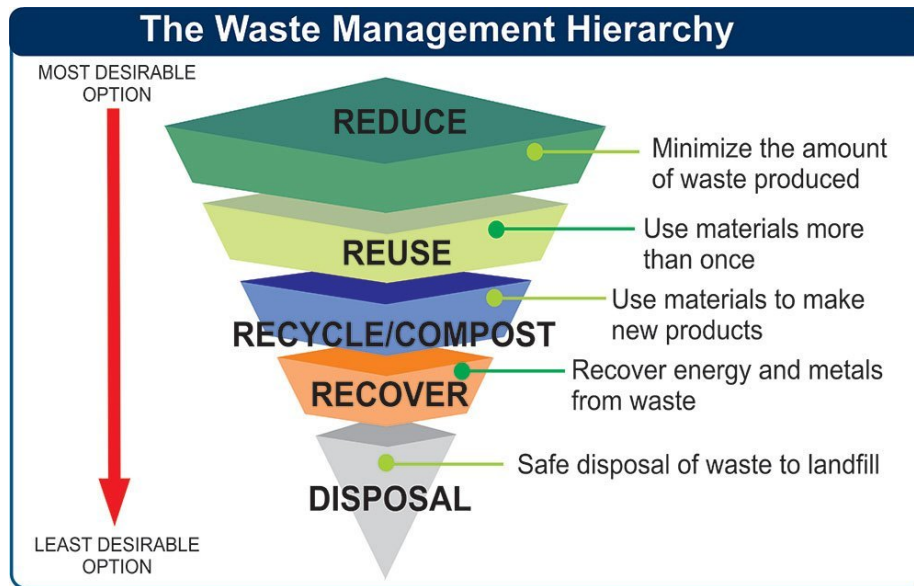 The Waste Management Hierarchy
MOST DESIRABLE
OPTION
REDUCE
Minimize the amount
of waste produced
REUSE
Use materials more
than once
RECYCLE/COMPOST
Use materials to make
new products
RECOVER
Recover energy and metals
from waste
DISPOSAL
Safe disposal of waste to landfill
LEAST DESIRABLE
OPTION